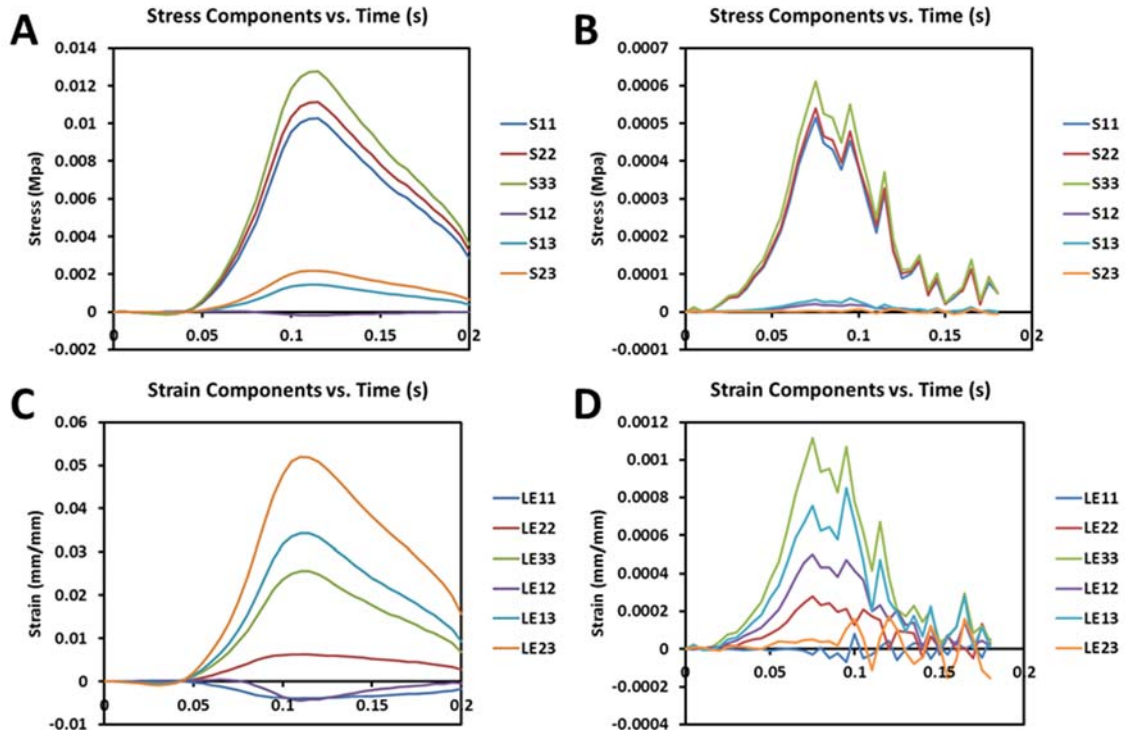 A
Stress Components vs. Time (s)
Stress (Mpa)
0.014
0.012
0.01
0.008
0.006
0.004
0.002
0
-0.002
0
0.05
0.1
0.15
0.2
S11
S22
S33
S12
S13
S23
B
Stress Components vs. Time (s)
Stress (Mpa)
0.0007
0.0006
0.0005
0.0004
0.0003
0.0002
0.0001
0
-0.0001
0
0.05
0.1
0.15
0.2
S11
S22
S33
S12
S13
S23
C
Strain Components vs. Time (s)
Strain (mm/mm)
0.06
0.05
0.04
0.03
0.02
0.01
0
-0.01
0
0.05
0.1
0.15
0.2
LE11
LE22
LE33
LE12
LE13
LE23
D
Strain Components vs. Time (s)
Strain (mm/mm)
0.0012
0.001
0.0008
0.0006
0.0004
0.0002
0
-0.0002
-0.0004
0
0.05
0.1
0.15
0.2
LE11
LE22
LE33
LE12
LE13
LE23